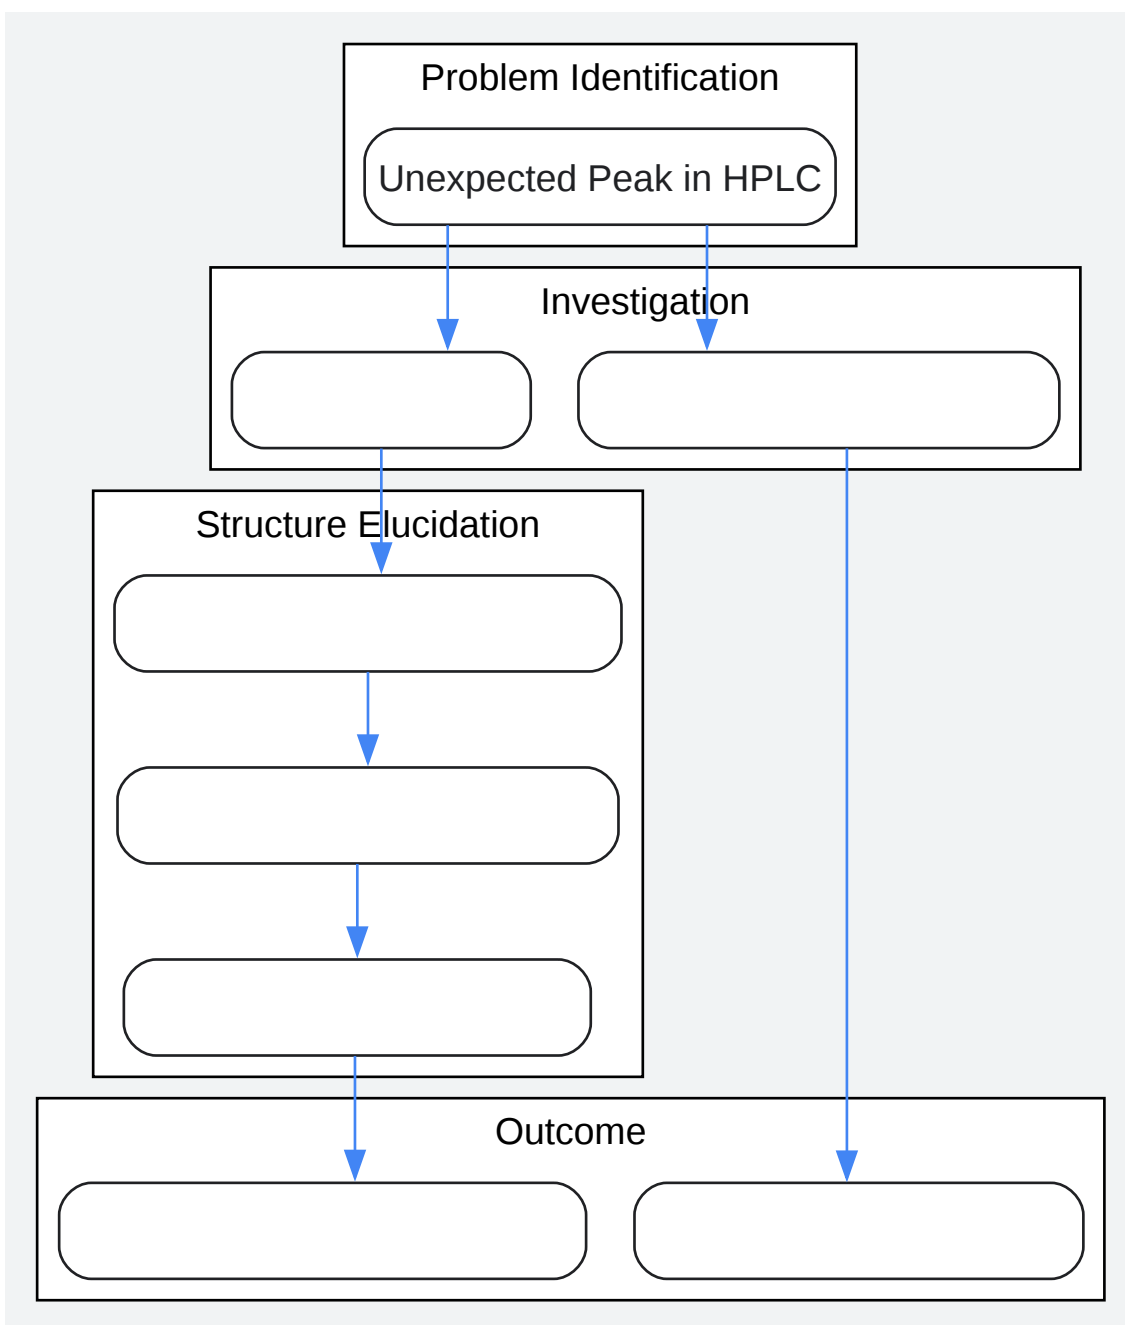 Problem Identification
Unexpected Peak in HPLC
Investigation
Structure Elucidation
Outcome